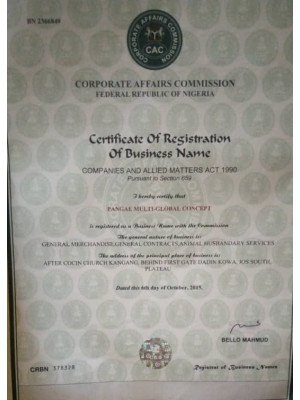 BN 2366849
CORPORATE AFFAIRS COMMISSION
CAC
CORPORATE AFFAIRS COMMISSION
FEDERAL REPUBLIC OF NIGERIA
Certificate Of Registration
Of Business Name
COMPANIES AND ALLIED MATTERS ACT 1990
Pursuant to Section 659
I hereby certify that
PANGAE MULTI-GLOBAL CONCEPT
is registered as a Business Name with the Commission
The general nature of business is:
GENERAL MERCHANDISE,GENERAL CONTRACTS,ANIMAL HUSBANDARY SERVICES
The address of the principal place of business is:
AFTER COCIN CHURCH KANGANG, BEHIND FIRST GATE DADIN KOWA, JOS SOUTH,
PLATEAU
Dated this 6th day of October, 2015.
BELLO MAHMUD
CRBN
Registrar of Business Names